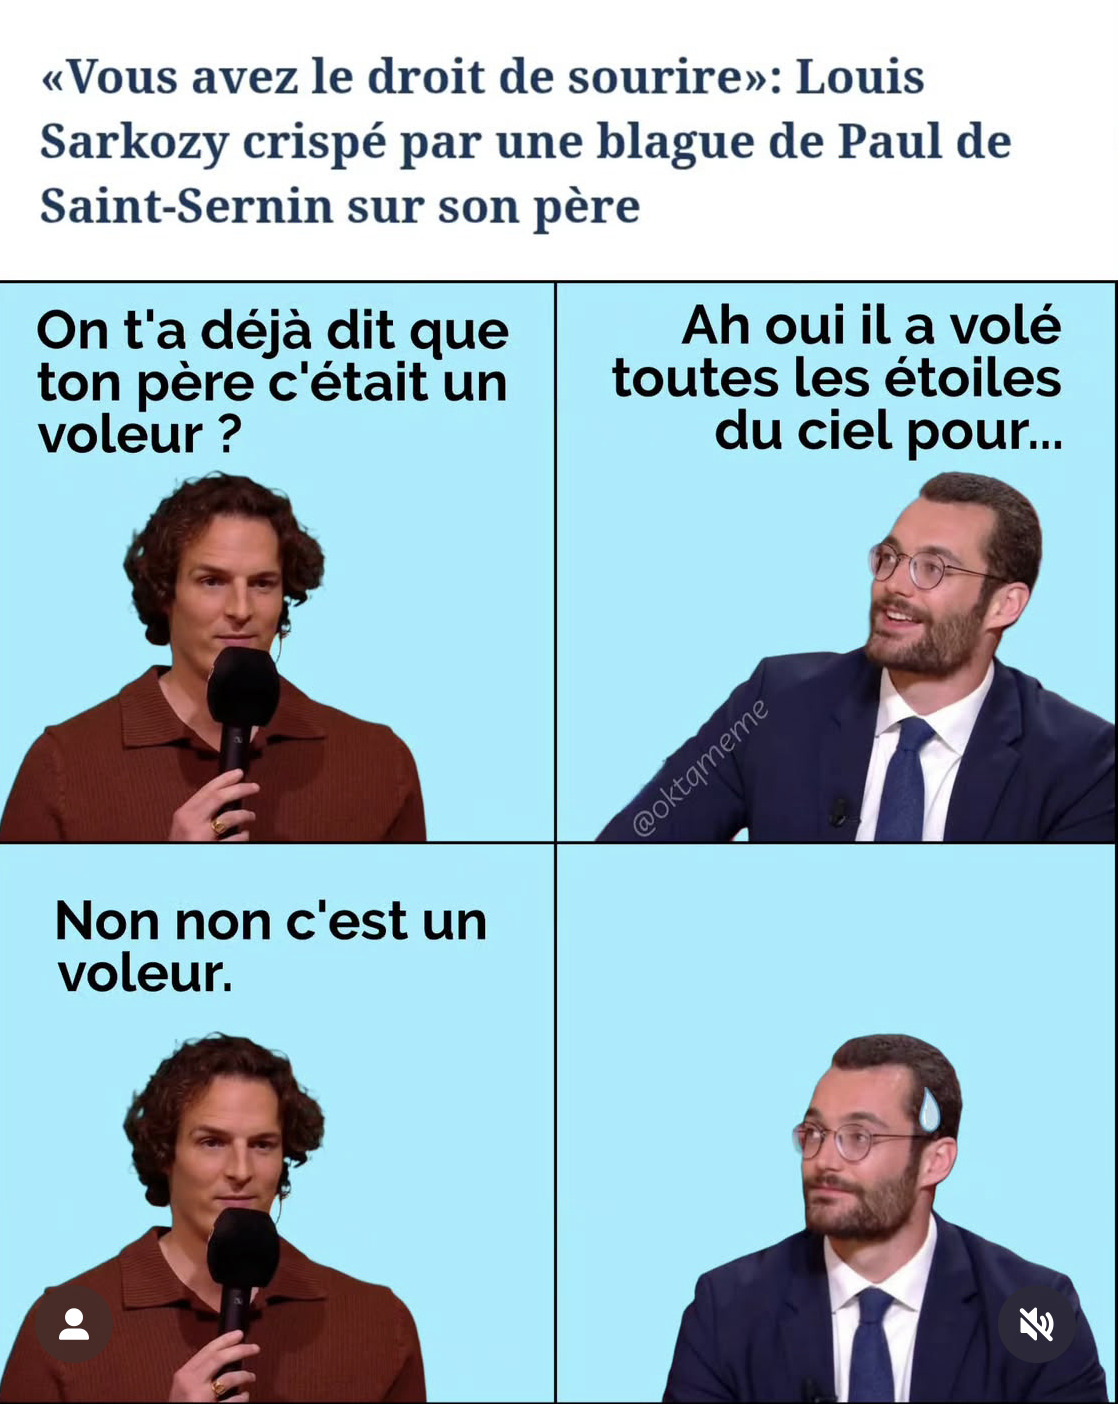 «Vous avez le droit de sourire»: Louis
Sarkozy crispé par une blague de Paul de
Saint-Sernin sur son père
On t'a déjà dit que
ton père c'était un
voleur ?
Ah oui il a volé
toutes les étoiles
du ciel pour...
@oktqmeme
Non non c'est un
voleur.